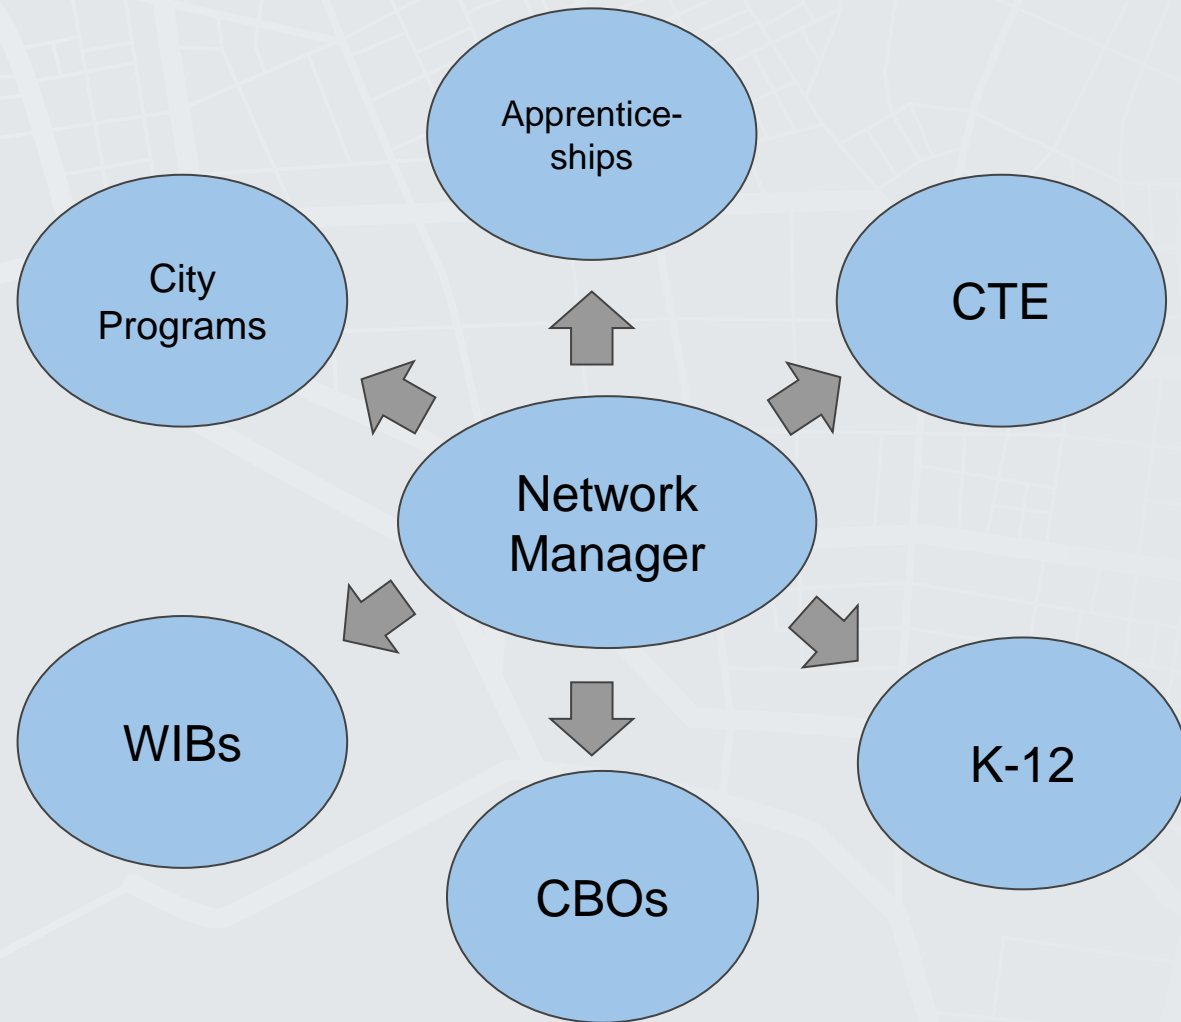 Apprentice-
ships
City
Programs
CTE
Network
Manager
WIBs
K-12
CBOs